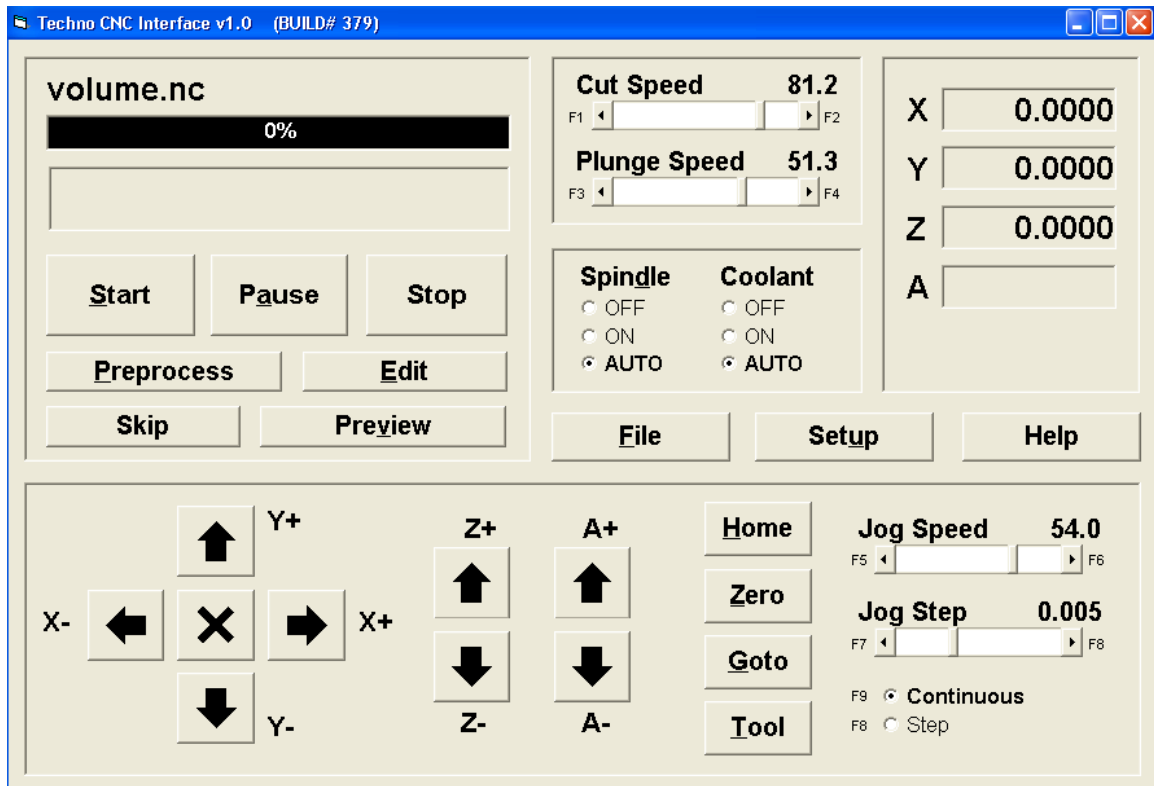 Techno CNC Interface v1.0 (BUILD# 379)
volume.nc
0%
Start Pause Stop
Preprocess Edit
Skip Preview
Cut Speed 81.2
F1 F2
Plunge Speed 51.3
F3 F4
Spindle Coolant
OFF OFF
ON ON
AUTO AUTO
X 0.0000
Y 0.0000
Z 0.0000
A
File Setup Help
Y+
X- X+
Y-
Z+ A+
Z- A-
Home
Zero
Goto
Tool
Jog Speed 54.0
F5 F6
Jog Step 0.005
F7 F8
F9 Continuous
F8 Step